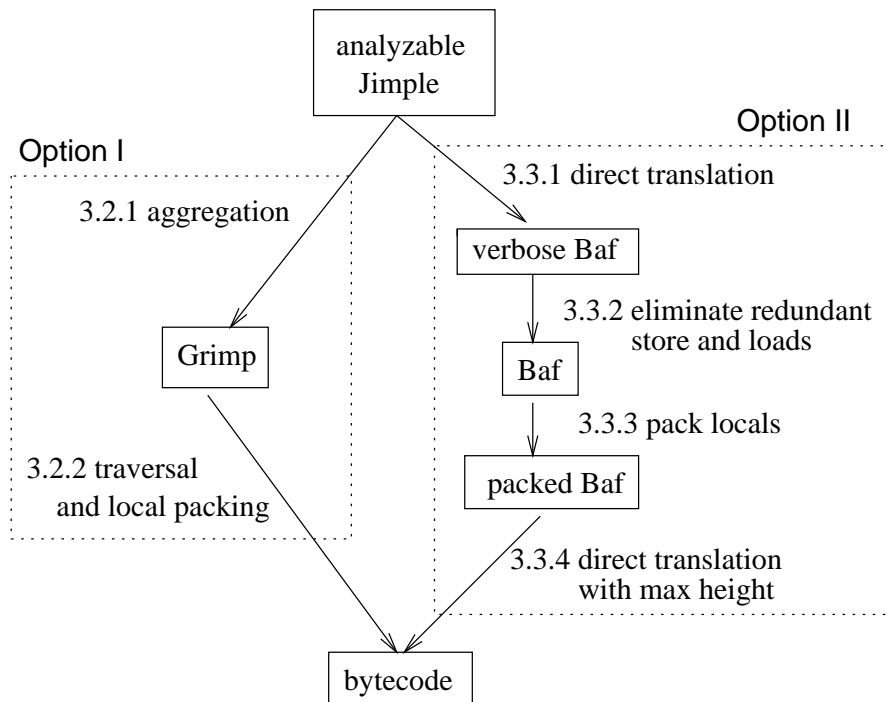 analyzable
Jimple
Option I
Option II
3.2.1 aggregation
3.3.1 direct translation
verbose Baf
3.3.2 eliminate redundant
store and loads
Grimp
Baf
3.3.3 pack locals
3.2.2 traversal
and local packing
packed Baf
3.3.4 direct translation
with max height
bytecode